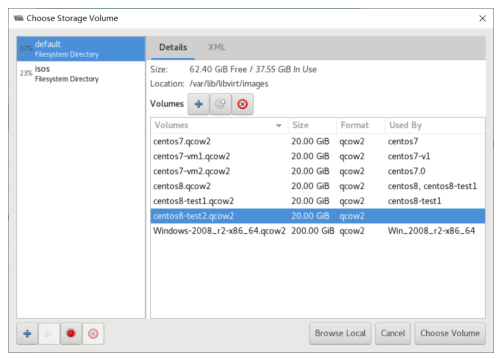 Choose Storage Volume
37% default
Filesystem Directory
23% isos
Filesystem Directory
Details XML
Size: 62.40 GiB Free / 37.55 GiB In Use
Location: /var/lib/libvirt/images
Volumes
Volumes Size Format Used By
centos7.qcow2 20.00 GiB qcow2 centos7
centos7-vm1.qcow2 20.00 GiB qcow2 centos7-v1
centos7-vm2.qcow2 20.00 GiB qcow2 centos7.0
centos8.qcow2 20.00 GiB qcow2 centos8, centos8-test1
centos8-test1.qcow2 20.00 GiB qcow2 centos8-test1
centos8-test2.qcow2 20.00 GiB qcow2
Windows-2008_r2-x86_64.qcow2 200.00 GiB qcow2 Win_2008_r2-x86_64
Browse Local Cancel Choose Volume